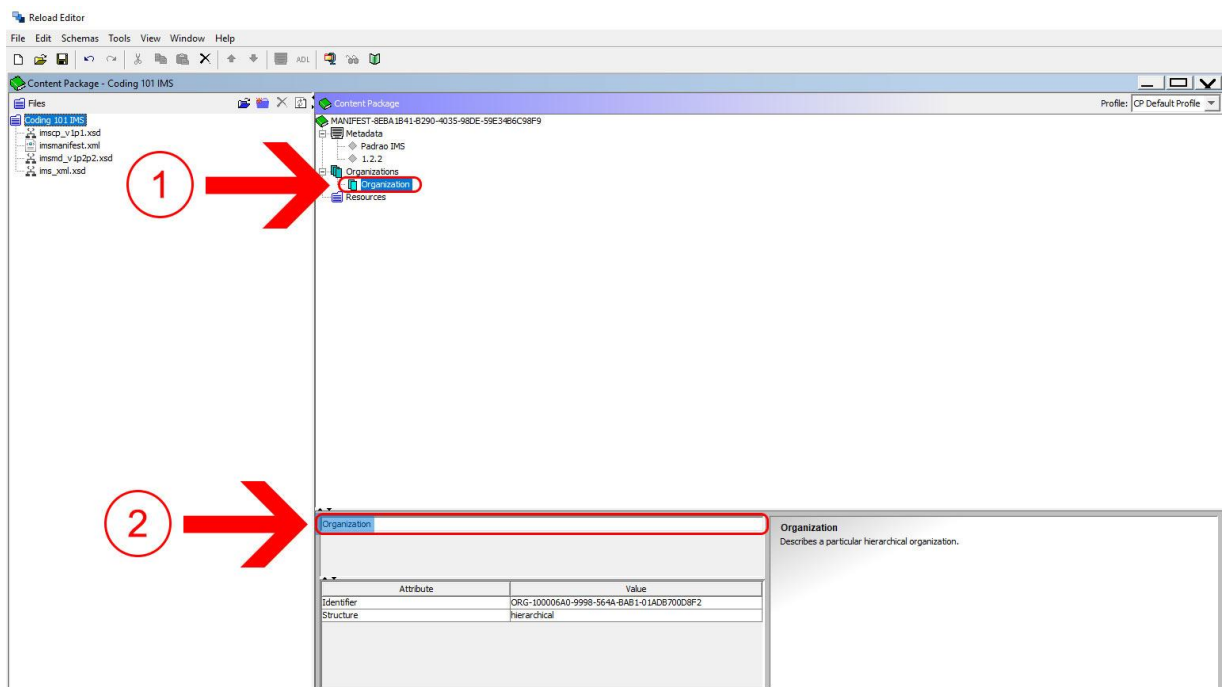 Reload Editor
File Edit Schemas Tools View Window Help
ADL
Content Package - Coding 101 IMS
Files
Coding 101 IMS
imscp_v1p1.xsd
imsmanifest.xml
imsmd_v1p2p2.xsd
ims_xml.xsd
Content Package
Profile: CP Default Profile
MANIFEST-8EBA1B41-B290-4035-98DE-59E34B6C98F9
Metadata
Padrao IMS
1.2.2
Organizations
Organization
Resources
1
2
Organization
Attribute Value
Identifier ORG-100006A0-9998-564A-BAB1-01ADB700D8F2
Structure hierarchical
Organization
Describes a particular hierarchical organization.